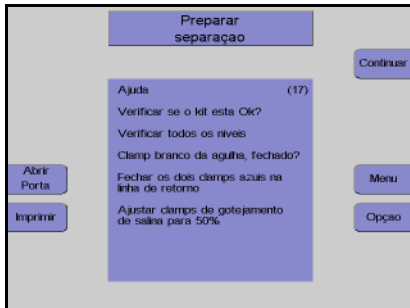 Preparar
separaçao
Continuar
Ajuda (17)
Verificar se o kit esta Ok?
Verificar todos os niveis
Clamp branco da agulha, fechado?
Fechar os dois clamps azuis na
linha de retorno
Ajustar clamps de gotejamento
de salina para 50%
Abrir
Porta
Menu
Imprimir
Opçao